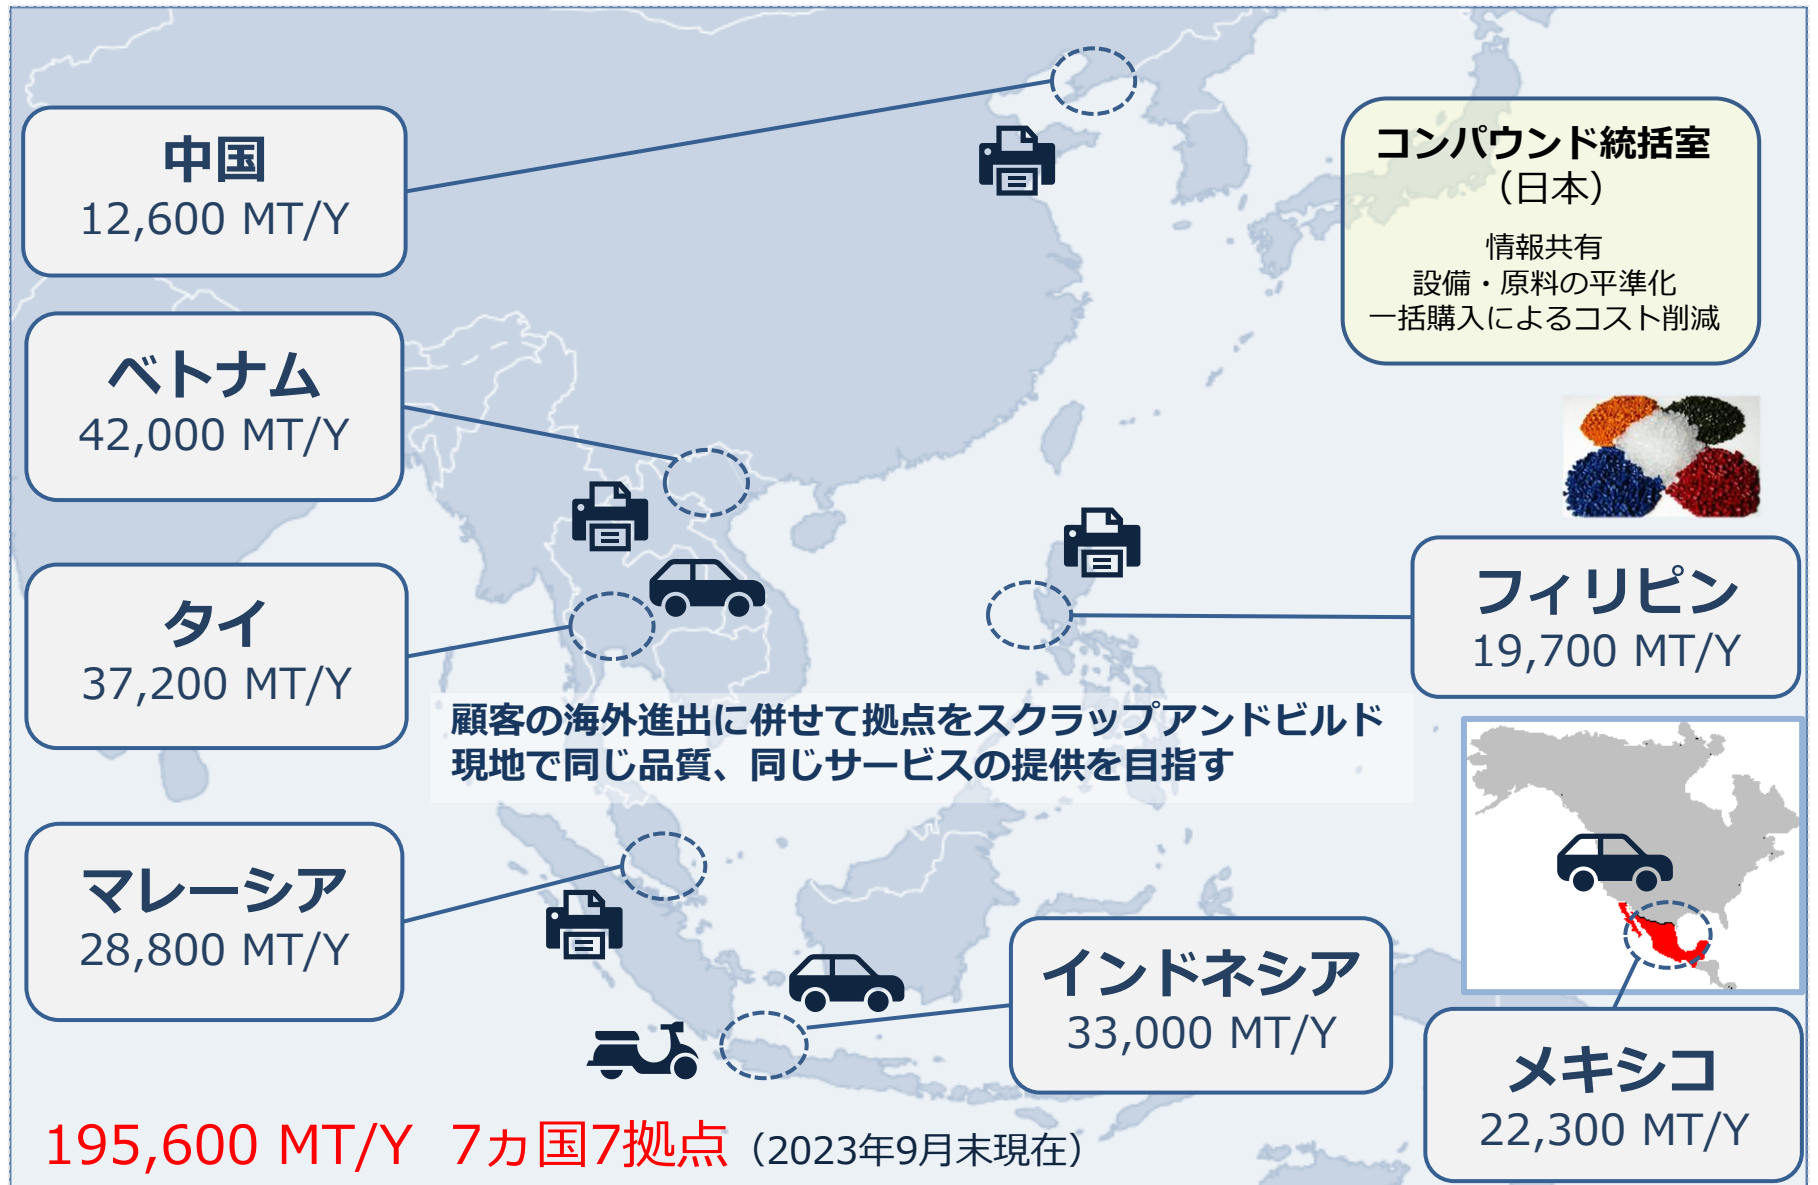 中国
12,600 MT/Y
ベトナム
42,000 MT/Y
タイ
37,200 MT/Y
マレーシア
28,800 MT/Y
コンパウンド統括室
（日本）
情報共有
設備・原料の平準化
一括購入によるコスト削減
フィリピン
19,700 MT/Y
顧客の海外進出に併せて拠点をスクラップアンドビルド
現地で同じ品質、同じサービスの提供を目指す
インドネシア
33,000 MT/Y
メキシコ
22,300 MT/Y
195,600 MT/Y 7ヵ国7拠点（2023年9月末現在）